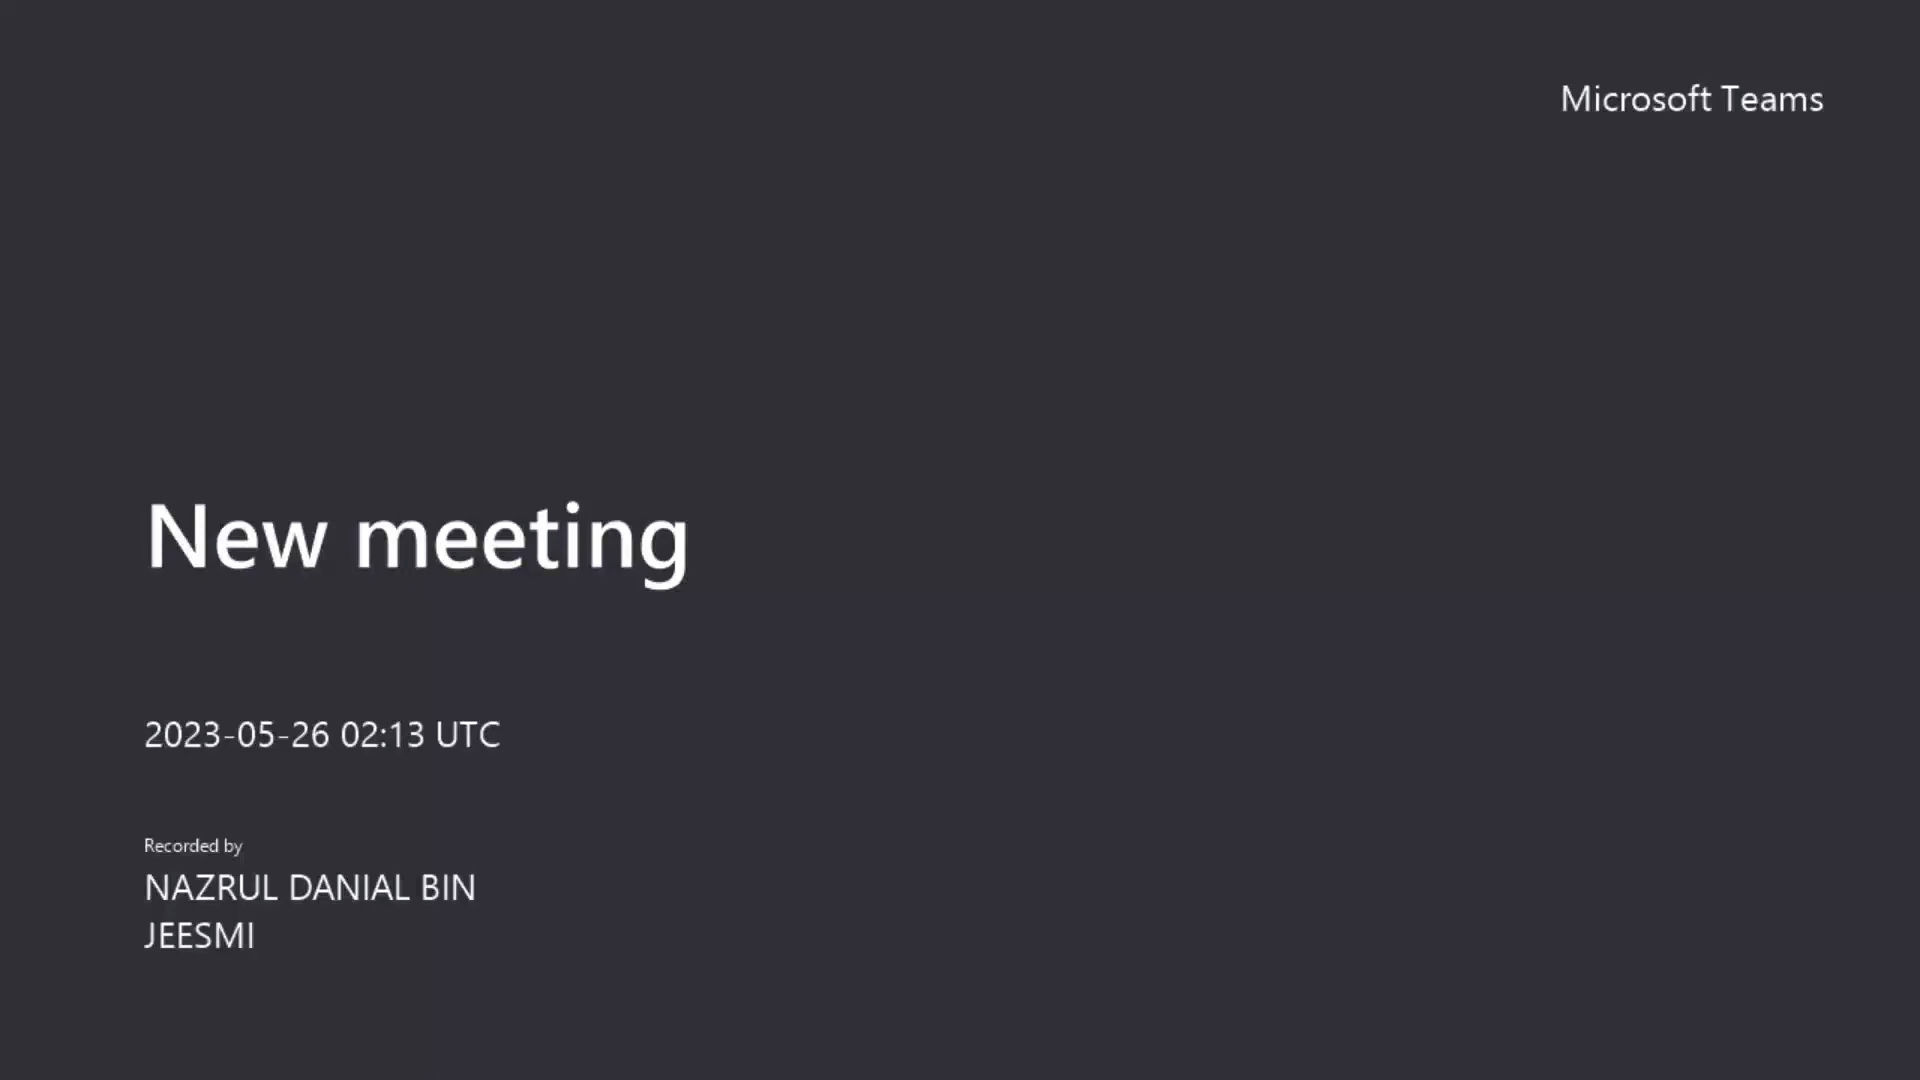 Microsoft Teams
New meeting
2023-05-26 02:13 UTC
Recorded by
NAZRUL DANIAL BIN
JEESMI